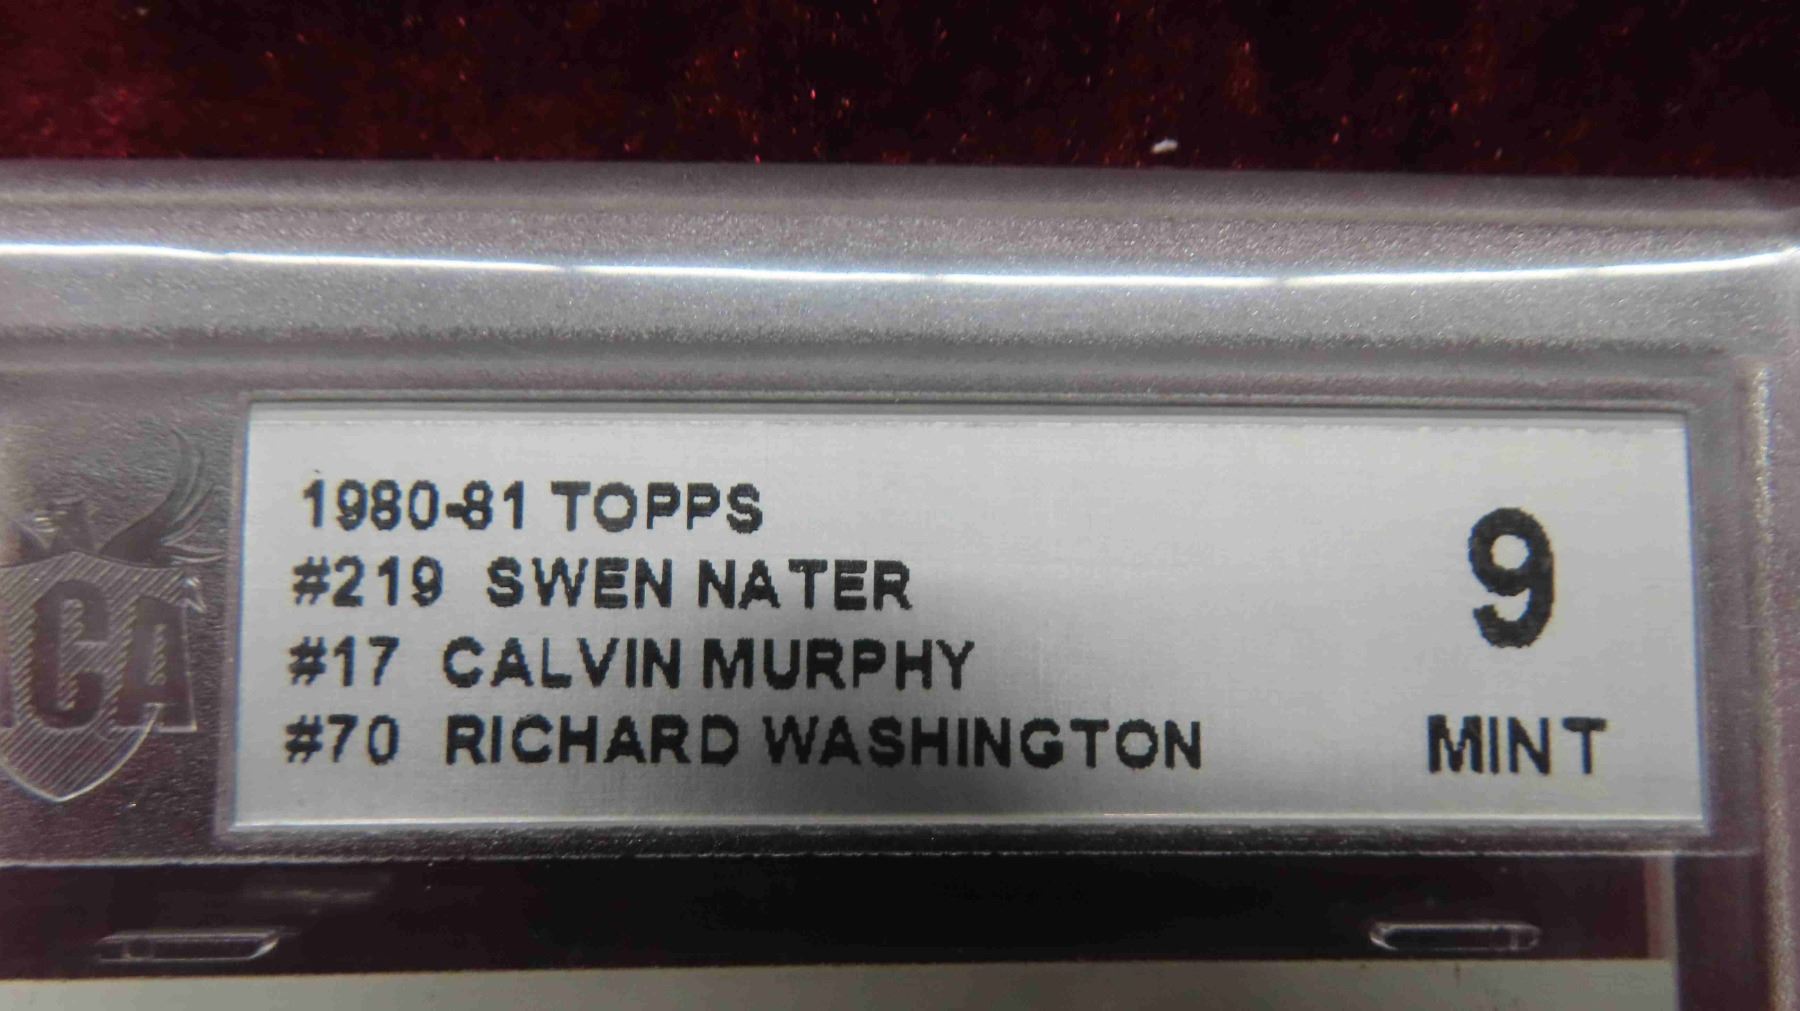 1980-81 TOPPS
#219 SWEN NATER
#17 CALVIN MURPHY
#70 RICHARD WASHINGTON
9
MINT